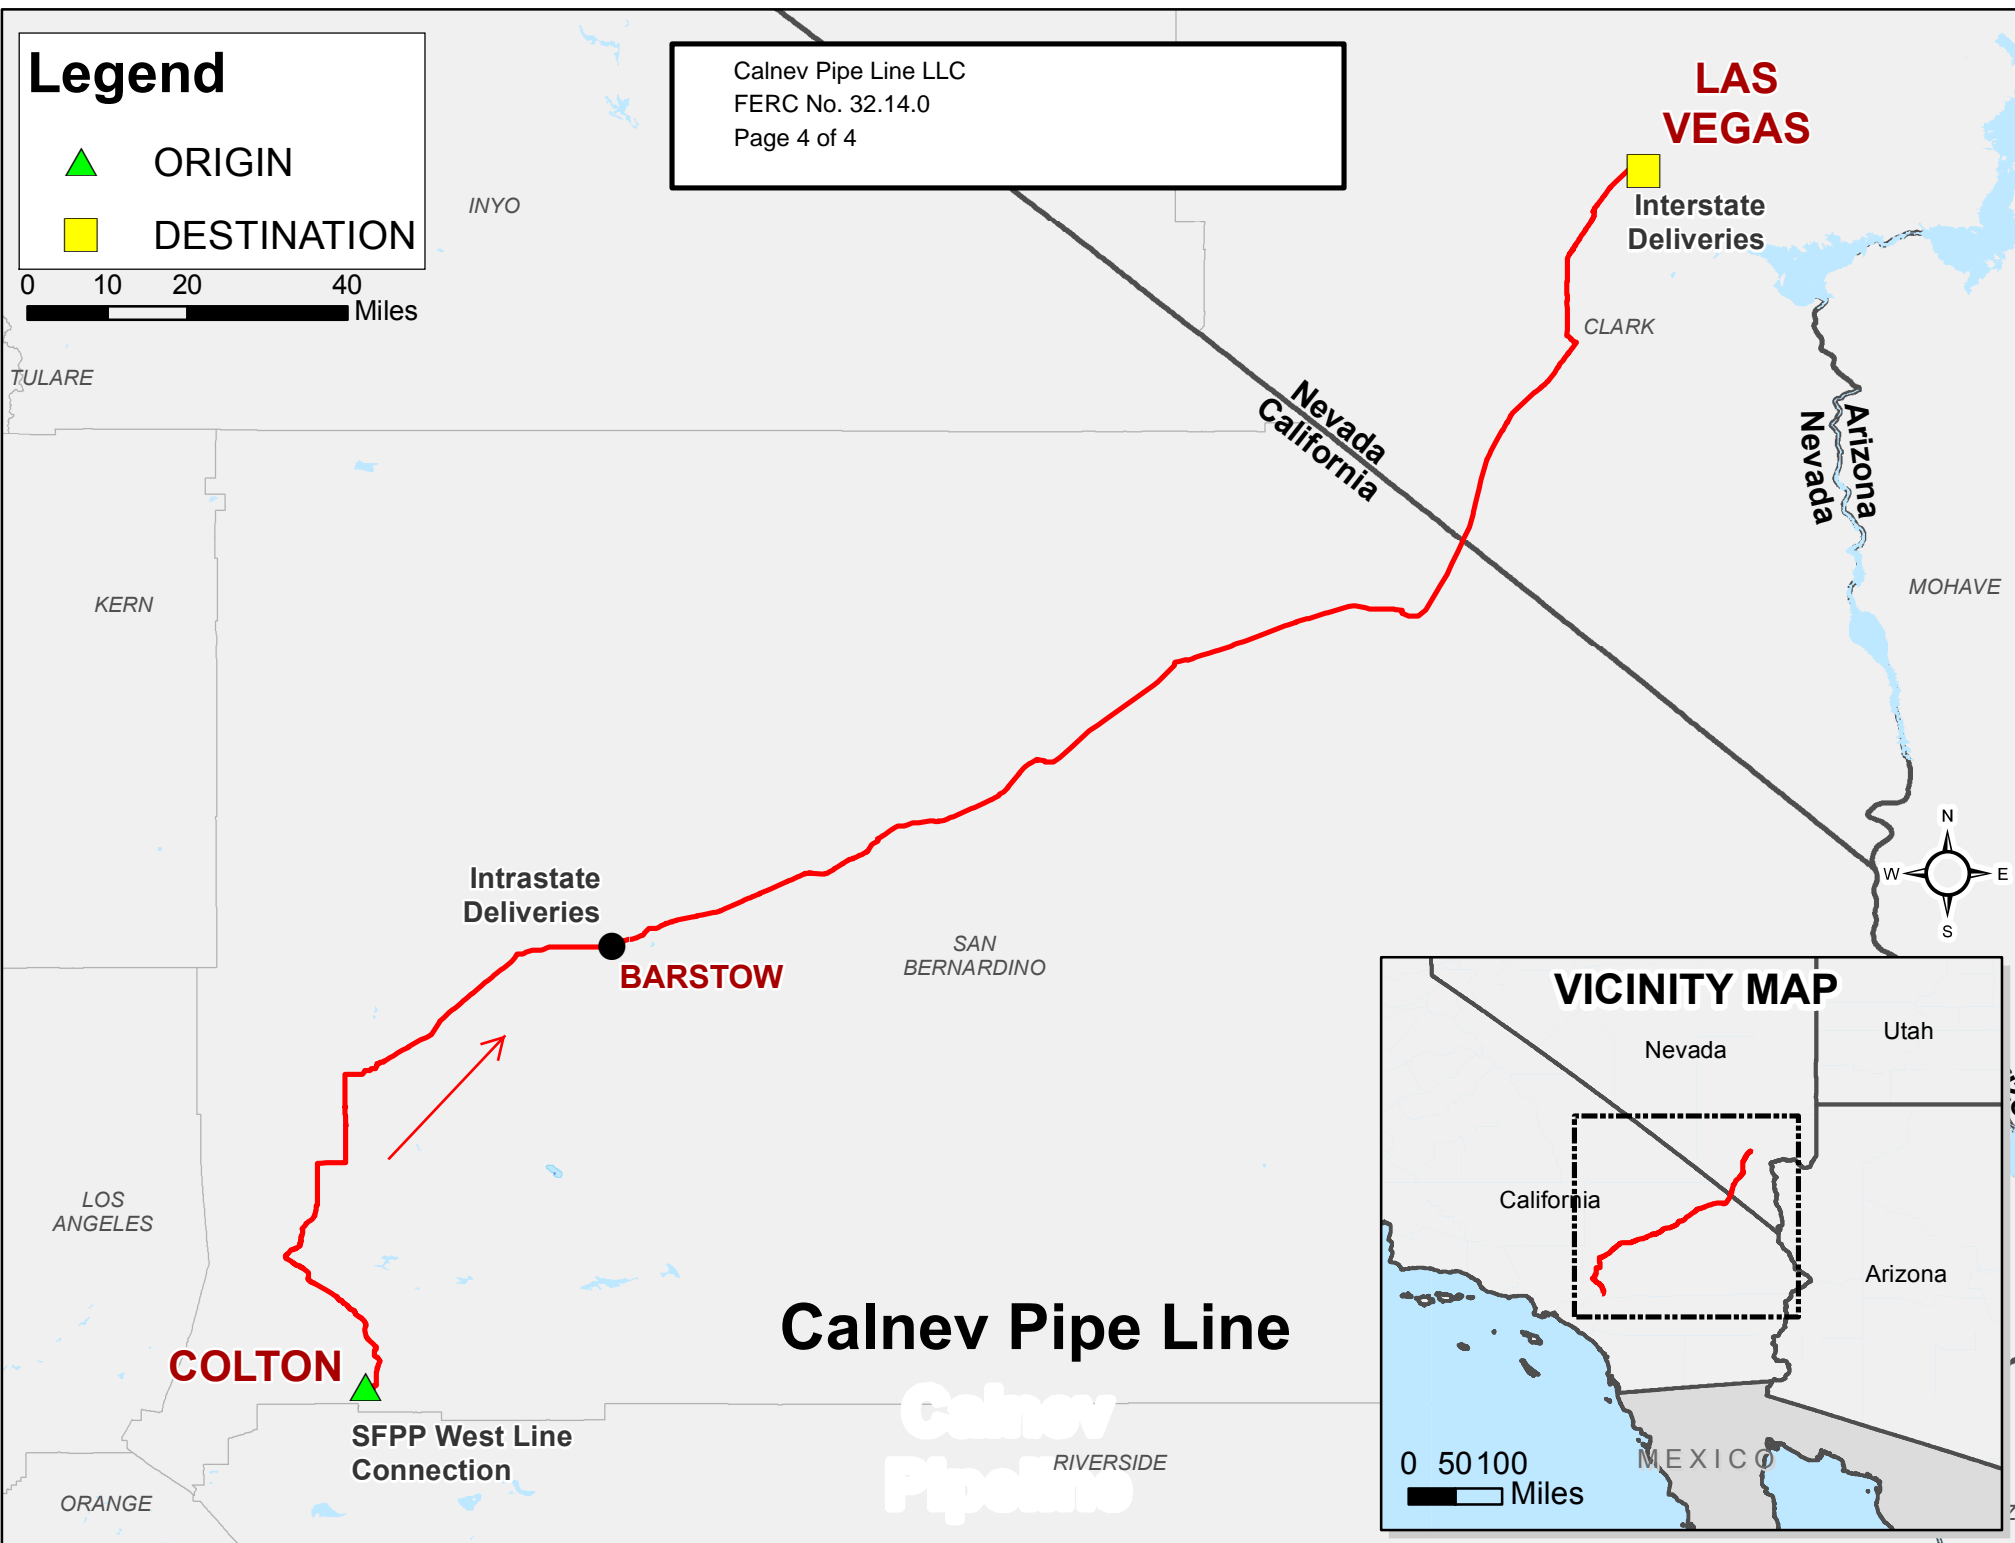 Legend
ORIGIN
DESTINATION
0 10 20 40
Miles
Calnev Pipe Line LLC
FERC No. 32.14.0
Page 4 of 4
LAS
VEGAS
Interstate
Deliveries
INYO
CLARK
TULARE
Nevada
California
Arizona
Nevada
KERN
MOHAVE
N
W E
S
Intrastate
Deliveries
BARSTOW
SAN
BERNARDINO
LOS
ANGELES
COLTON
SFPP West Line
Connection
ORANGE
Calnev Pipe Line
Calnev
Pipeline
RIVERSIDE
VICINITY MAP
Nevada
Utah
California
Arizona
MEXICO
0 50 100
Miles